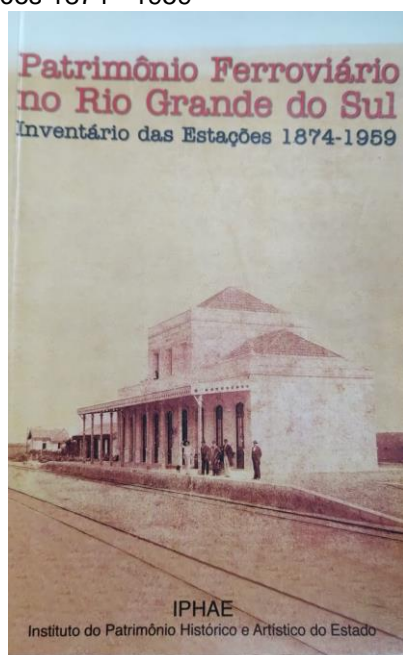 Patrimônio Ferroviário
no Rio Grande do Sul
Inventário das Estações 1874-1959
IPHAE
Instituto do Patrimônio Histórico e Artístico do Estado